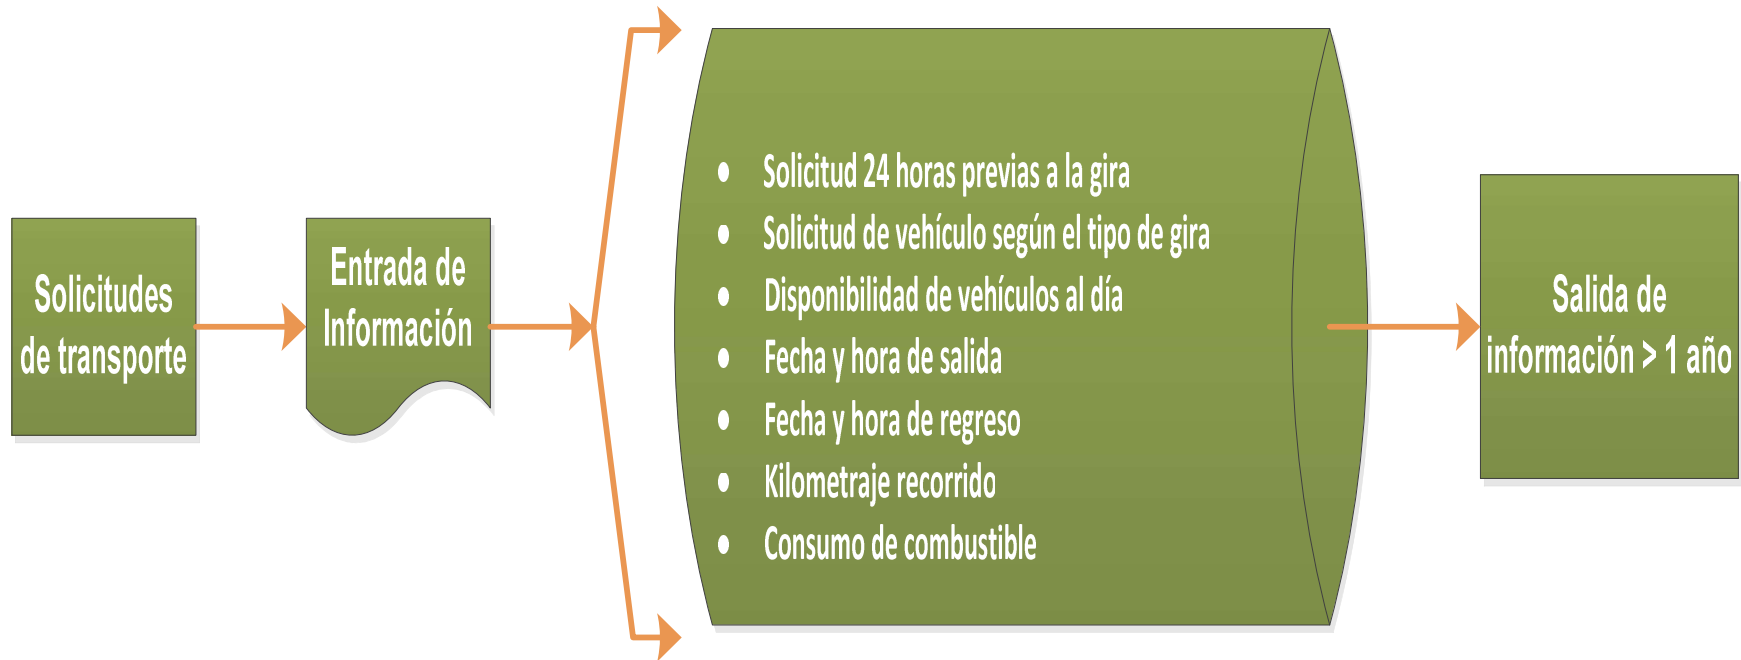 Solicitudes
de transporte
Entrada de
Información
• Solicitud 24 horas previas a la gira
• Solicitud de vehículo según el tipo de gira
• Disponibilidad de vehículos al día
• Fecha y hora de salida
• Fecha y hora de regreso
• Kilometraje recorrido
• Consumo de combustible
Salida de
información > 1 año